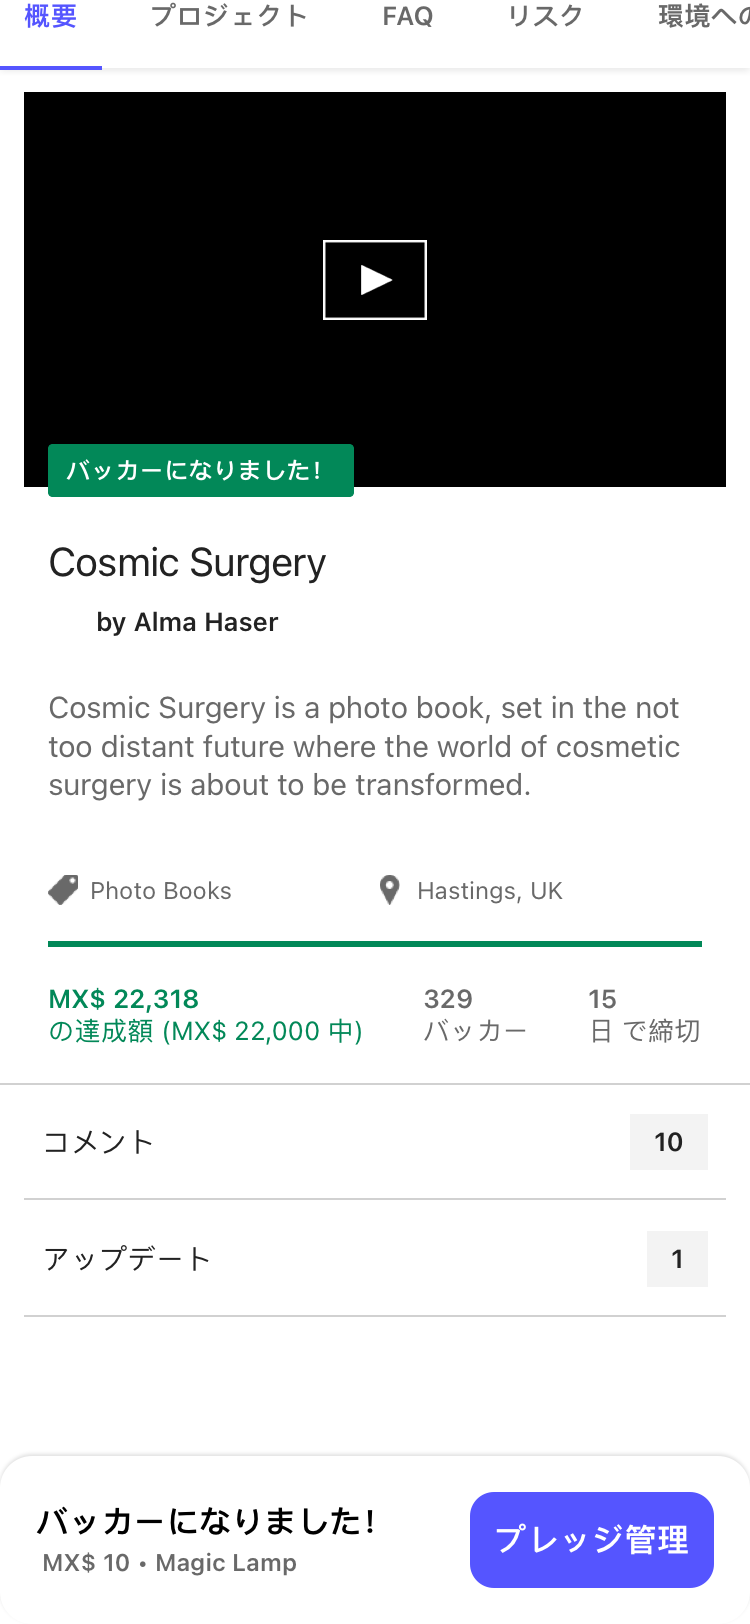 概要 プロジェクト FAQ リスク 環境への
バッカーになりました!
Cosmic Surgery
by Alma Haser
Cosmic Surgery is a photo book, set in the not
too distant future where the world of cosmetic
surgery is about to be transformed.
Photo Books Hastings, UK
MX$ 22,318 329 15
の達成額 (MX$ 22,000 中) バッカー 日 で締切
コメント 10
アップデート 1
バッカーになりました!
MX$ 10 • Magic Lamp
プレッジ管理